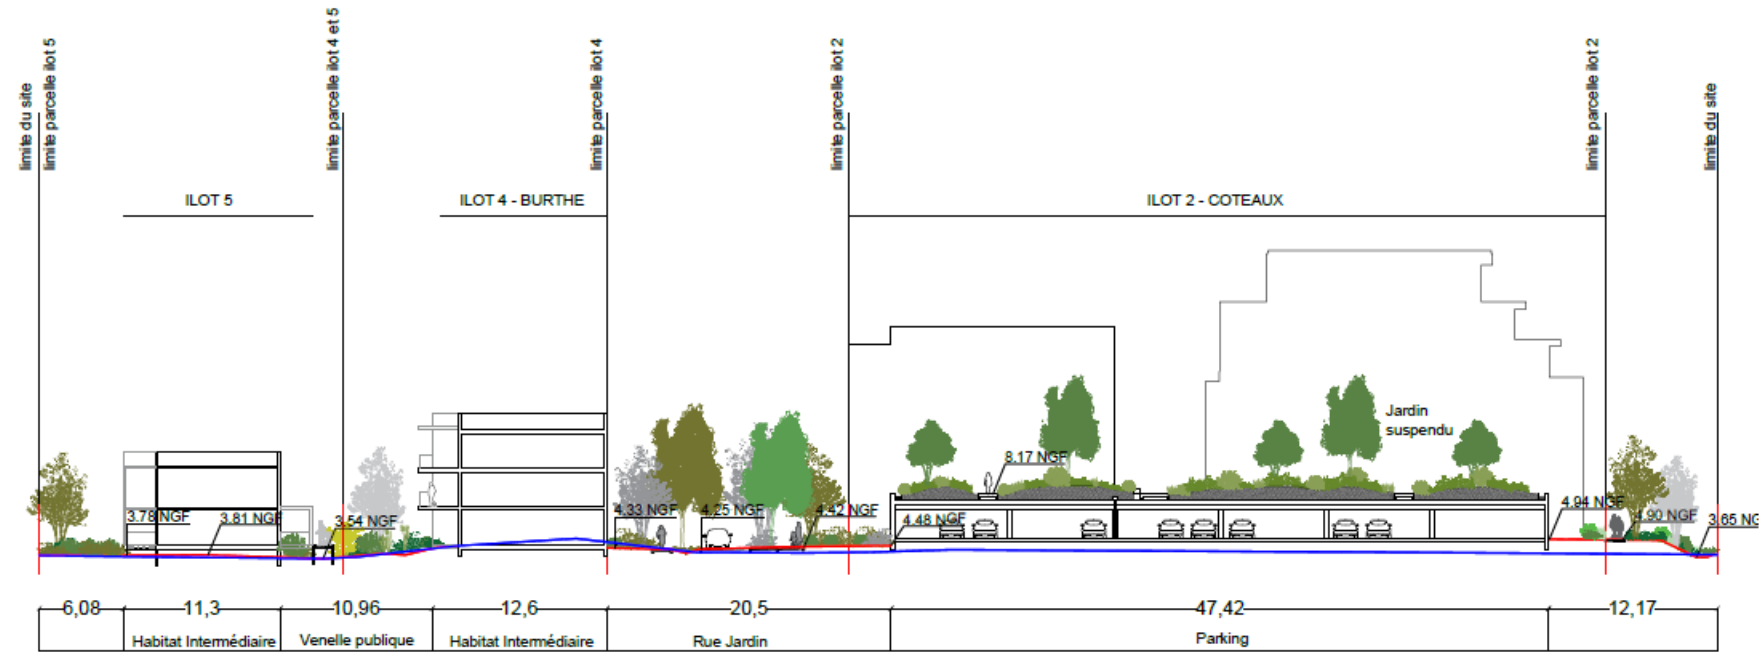 limite du site
limite parcelle ilot 5
limite parcelle ilot 4 et 5
limite parcelle ilot 4
limite parcelle ilot 2
limite parcelle ilot 2
limite du site
ILOT 5
ILOT 4 - BURTHE
ILOT 2 - COTEAUX
Jardin
suspendu
8.17 NGF
3.78 NGF
3.81 NGF
3.54 NGF
4.33 NGF
4.25 NGF
4.42 NGF
4.48 NGF
4.94 NGF
4.90 NGF
3.65 NG
6,08
11,3
10,96
12,6
20,5
47,42
12,17
Habitat Intermédiaire
Venelle publique
Habitat Intermédiaire
Rue Jardin
Parking